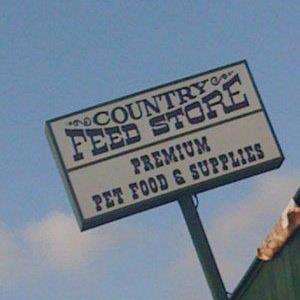 COUNTRY
FEED STORE
PREMIUM
PET FOOD & SUPPLIES